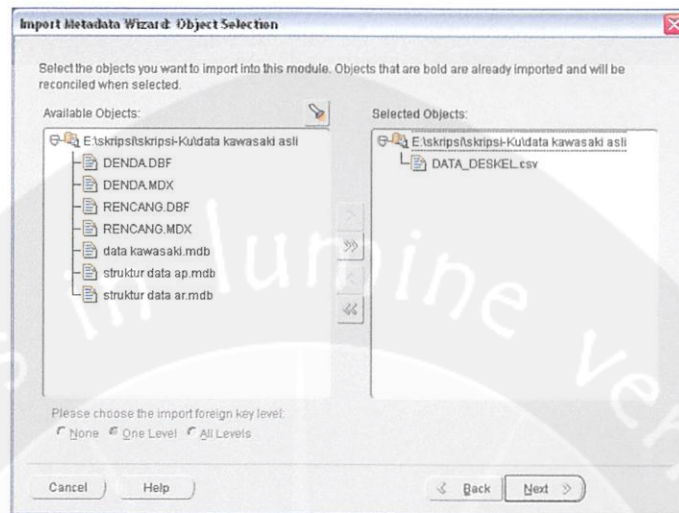 Import Metadata Wizard: Object Selection
Select the objects you want to import into this module. Objects that are bold are already imported and will be
reconciled when selected.
Available Objects:
E:\skripsi\skripsi-Ku\data kawasaki asli
DENDA.DBF
DENDA.MDX
RENCANG.DBF
RENCANG.MDX
data kawasaki.mdb
struktur data ap.mdb
struktur data ar.mdb
Selected Objects:
E:\skripsi\skripsi-Ku\data kawasaki asli
DATA_DESKEL.csv
Please choose the import foreign key level:
None One Level All Levels
Cancel Help Back Next
s in lumine ver